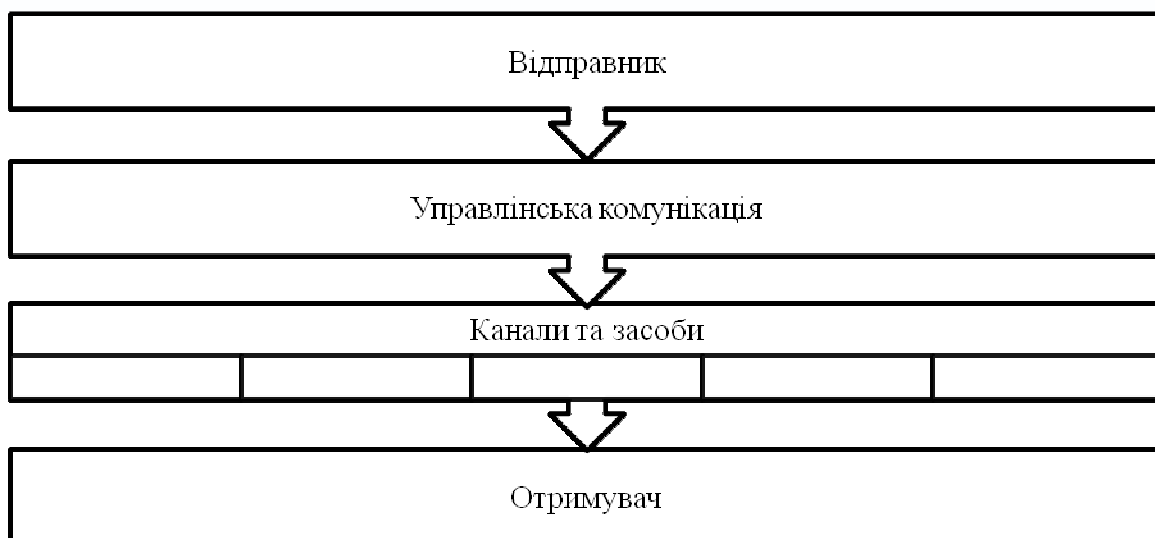 Відправник
Управлінська комунікація
Канали та засоби
Отримувач